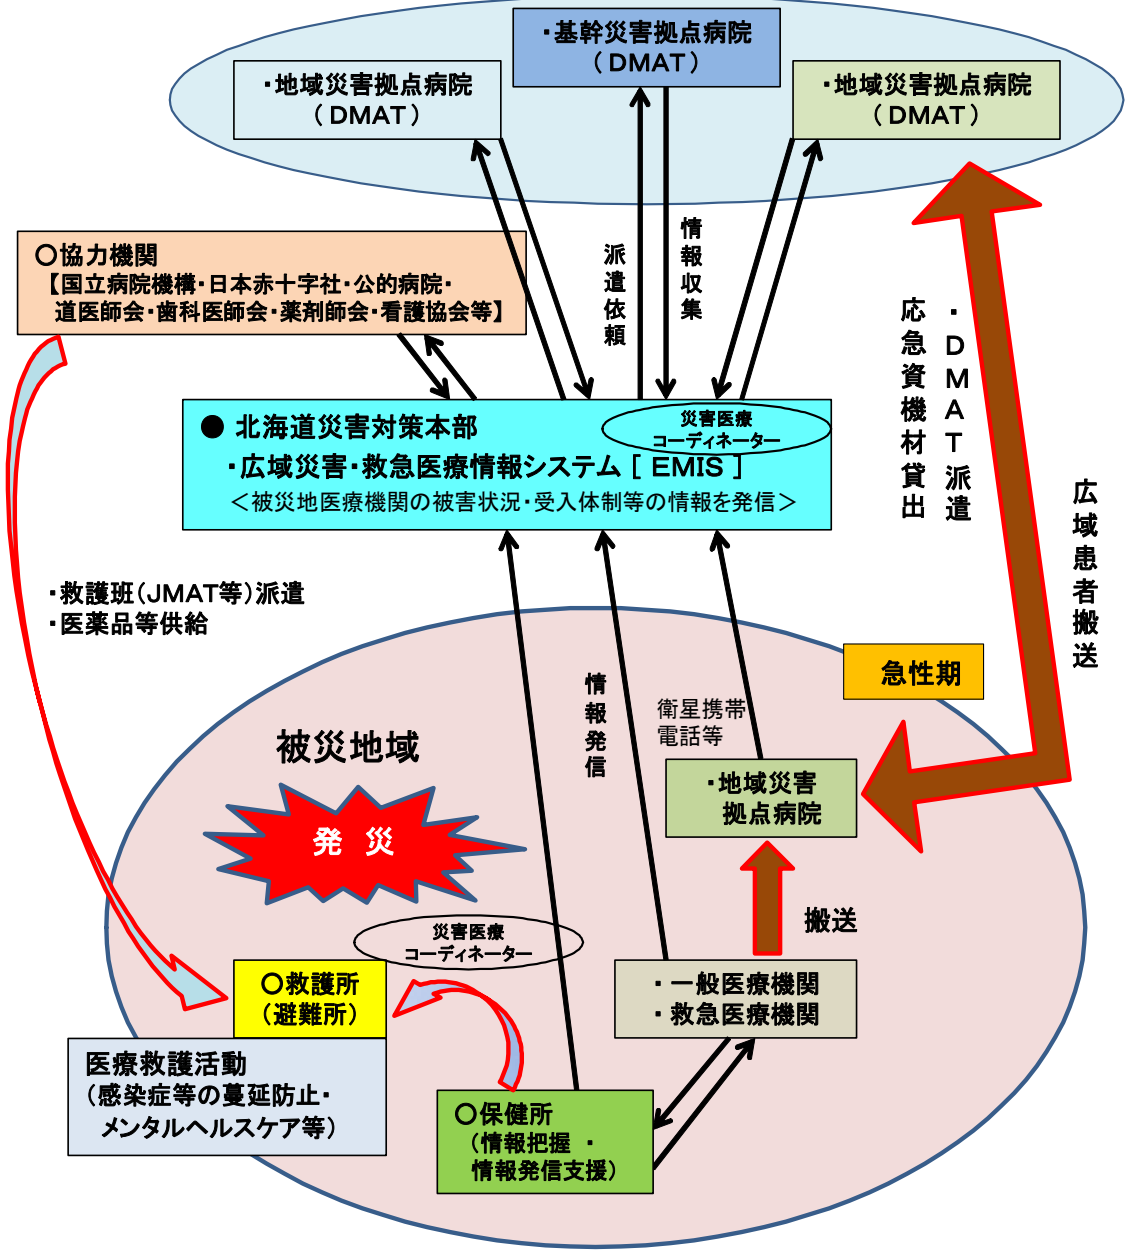 ・基幹災害拠点病院
（DMAT）
・地域災害拠点病院
（DMAT）
・地域災害拠点病院
（DMAT）
○協力機関
【国立病院機構・日本赤十字社・公的病院・
道医師会・歯科医師会・薬剤師会・看護協会等】
派遣依頼
情報収集
・DMAT派遣
応急資機材貸出
広域患者搬送
● 北海道災害対策本部
災害医療
コーディネーター
・広域災害・救急医療情報システム［ EMIS ］
＜被災地医療機関の被害状況・受入体制等の情報を発信＞
・救護班（JMAT等）派遣
・医薬品等供給
急性期
情報発信
衛星携帯
電話等
被災地域
・地域災害
拠点病院
発 災
搬送
災害医療
コーディネーター
○救護所
（避難所）
・一般医療機関
・救急医療機関
医療救護活動
（感染症等の蔓延防止・
メンタルヘルスケア等）
○保健所
（情報把握 ・
情報発信支援）